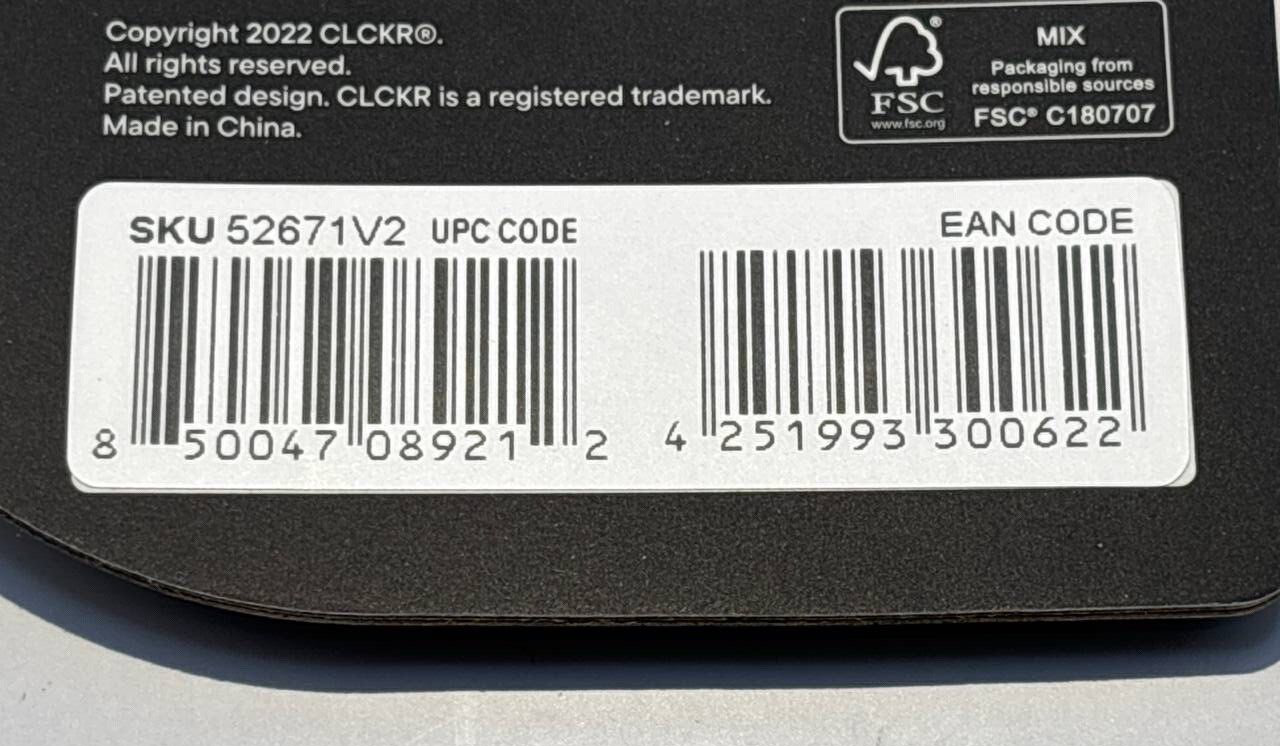 Copyright 2022 CLCKR®.
All rights reserved.
Patented design. CLCKR is a registered trademark.
Made in China.
FSC®
www.fsc.org
MIX
Packaging from
responsible sources
FSC® C180707
SKU 52671V2 UPC CODE
8 50047 08921 2
EAN CODE
4 251993 300622